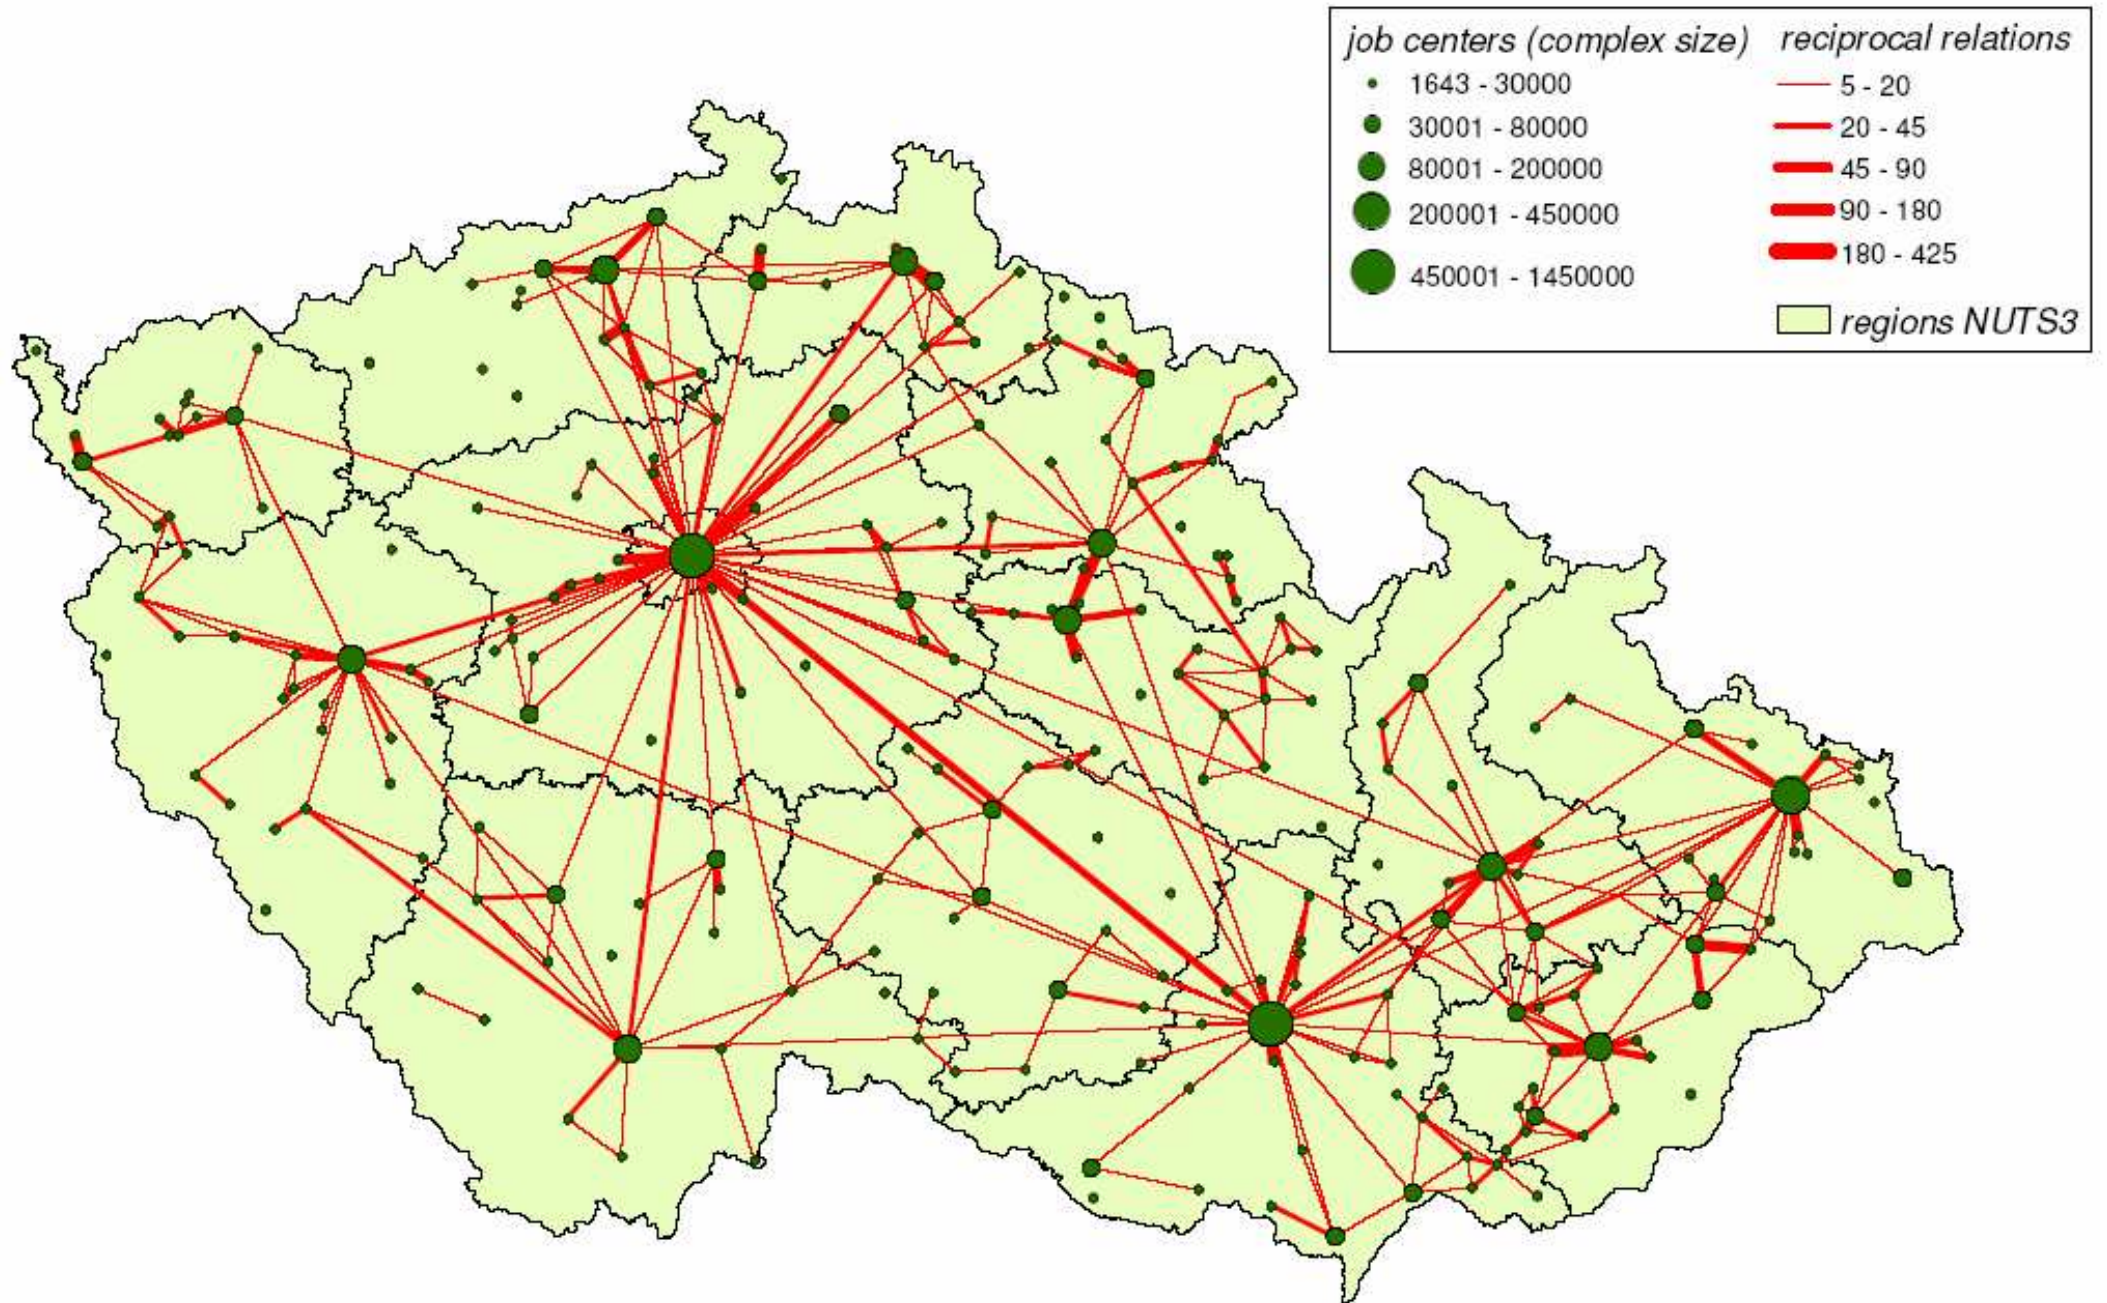 job centers (complex size) reciprocal relations
1643 - 30000 5 - 20
30001 - 80000 20 - 45
80001 - 200000 45 - 90
200001 - 450000 90 - 180
450001 - 1450000 180 - 425
regions NUTS3